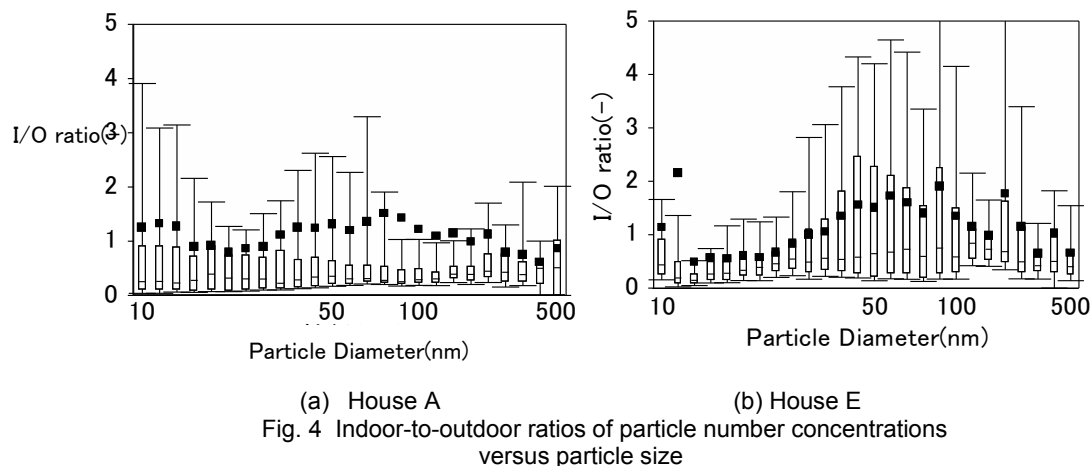 5
4
3
I/O ratio(-)
2
1
0
10 50 100 500
Particle Diameter(nm)
5
4
3
I/O ratio(-)
2
1
0
10 50 100 500
Particle Diameter(nm)
(a) House A (b) House E
Fig. 4 Indoor-to-outdoor ratios of particle number concentrations
versus particle size